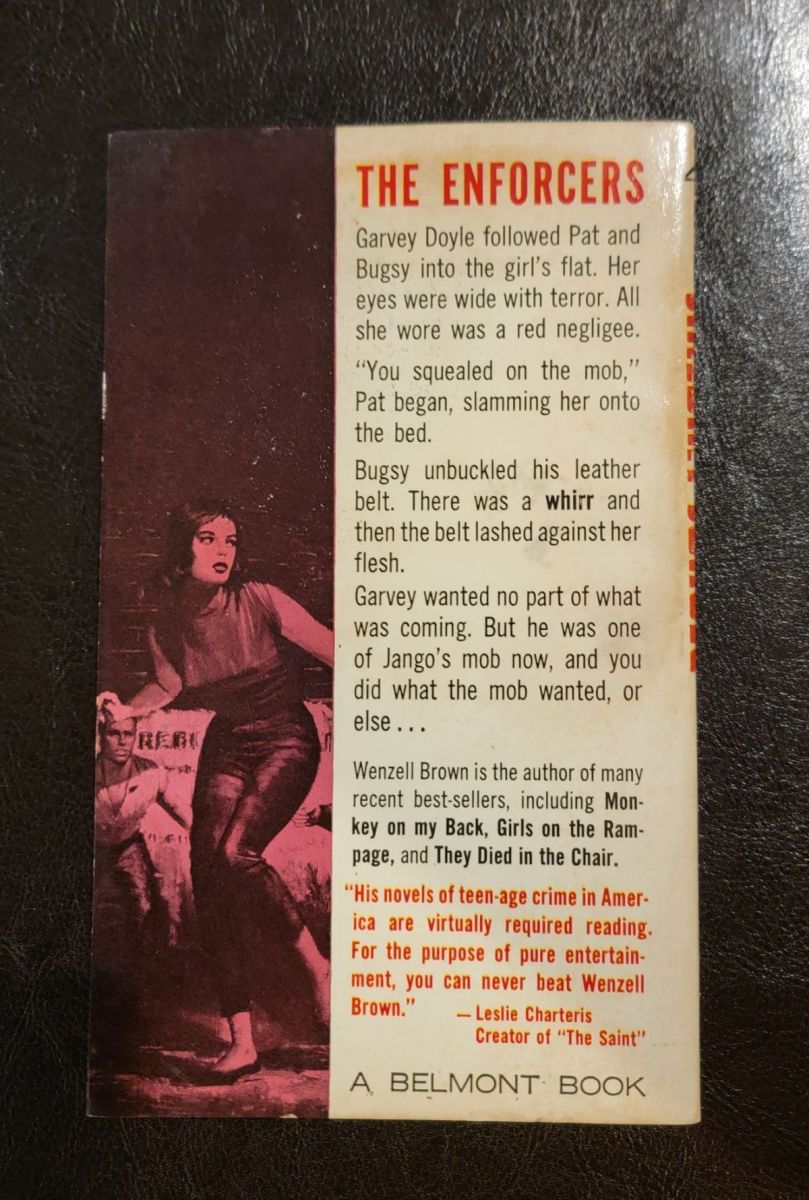 THE ENFORCERS
Garvey Doyle followed Pat and
Bugsy into the girl's flat. Her
eyes were wide with terror. All
she wore was a red negligee.
"You squealed on the mob,"
Pat began, slamming her onto
the bed.
Bugsy unbuckled his leather
belt. There was a whirr and
then the belt lashed against her
flesh.
Garvey wanted no part of what
was coming. But he was one
of Jango's mob now, and you
did what the mob wanted, or
else...
Wenzell Brown is the author of many
recent best-sellers, including Mon-
key on my Back, Girls on the Ram-
page, and They Died in the Chair.
"His novels of teen-age crime in Amer-
ica are virtually required reading.
For the purpose of pure entertain-
ment, you can never beat Wenzell
Brown."
— Leslie Charteris
Creator of "The Saint"
A BELMONT BOOK